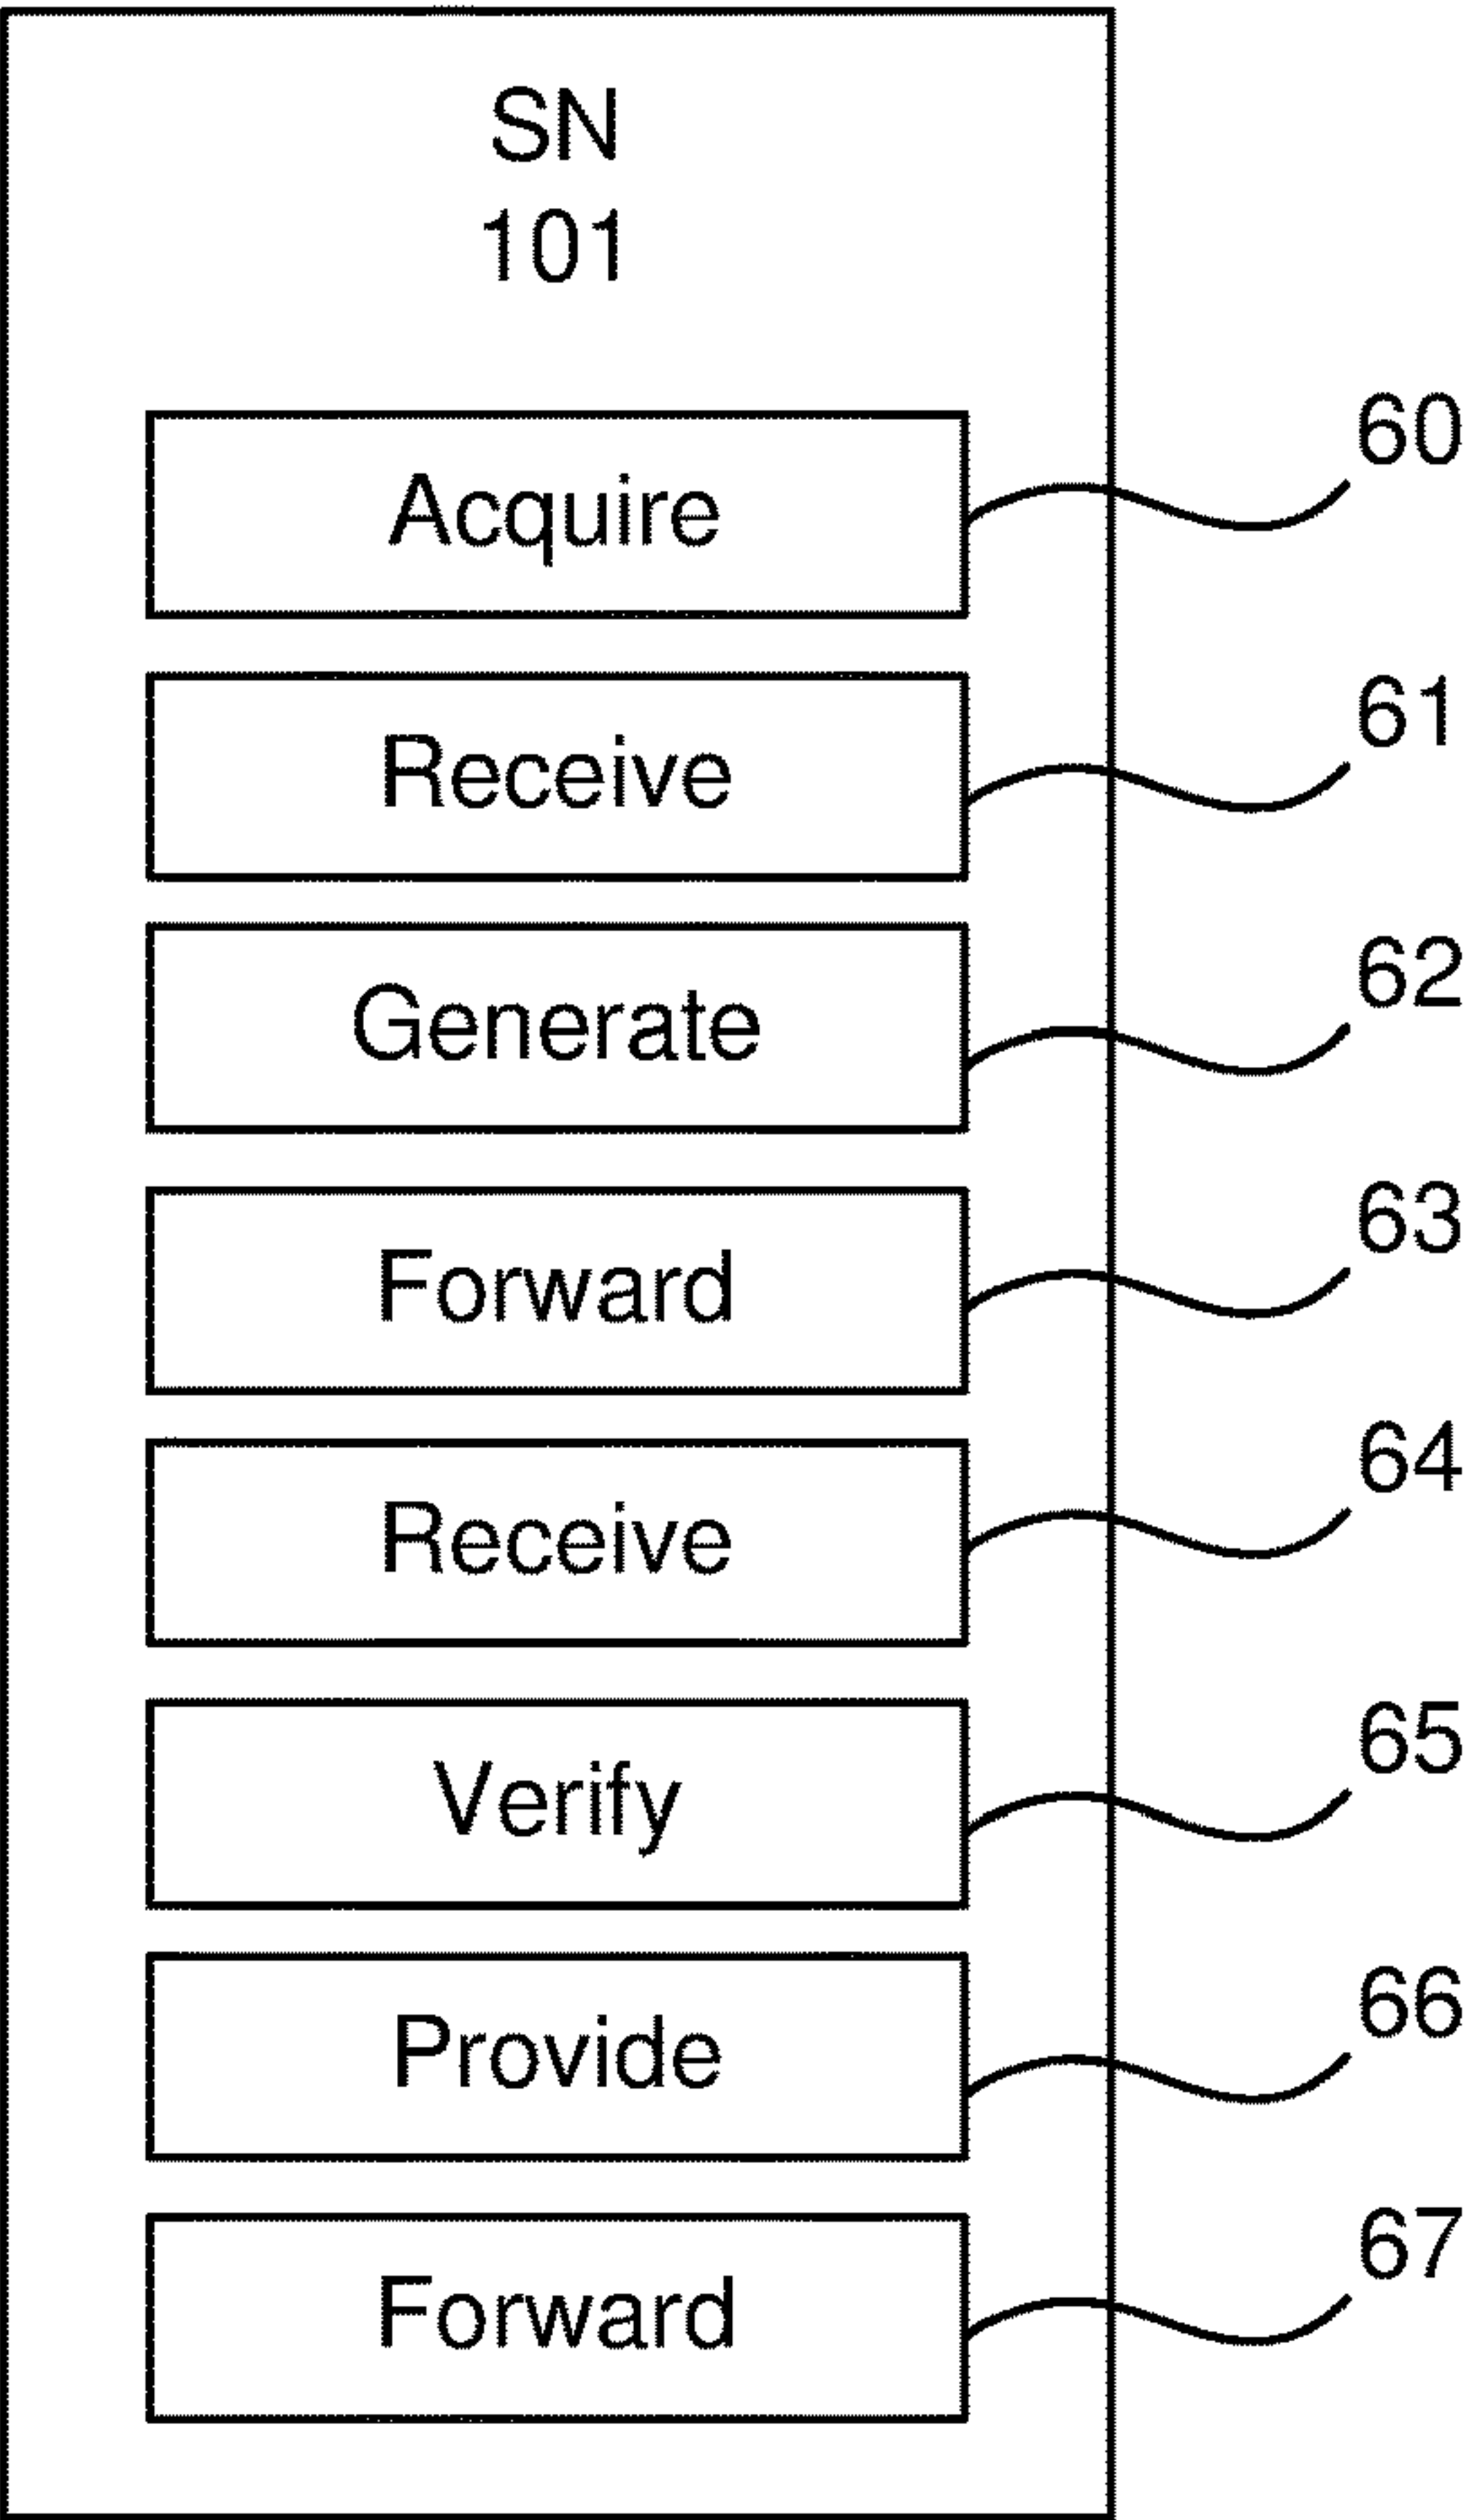 SN
101
Acquire
60
Receive
61
Generate
62
Forward
63
Receive
64
Verify
65
Provide
66
Forward
67